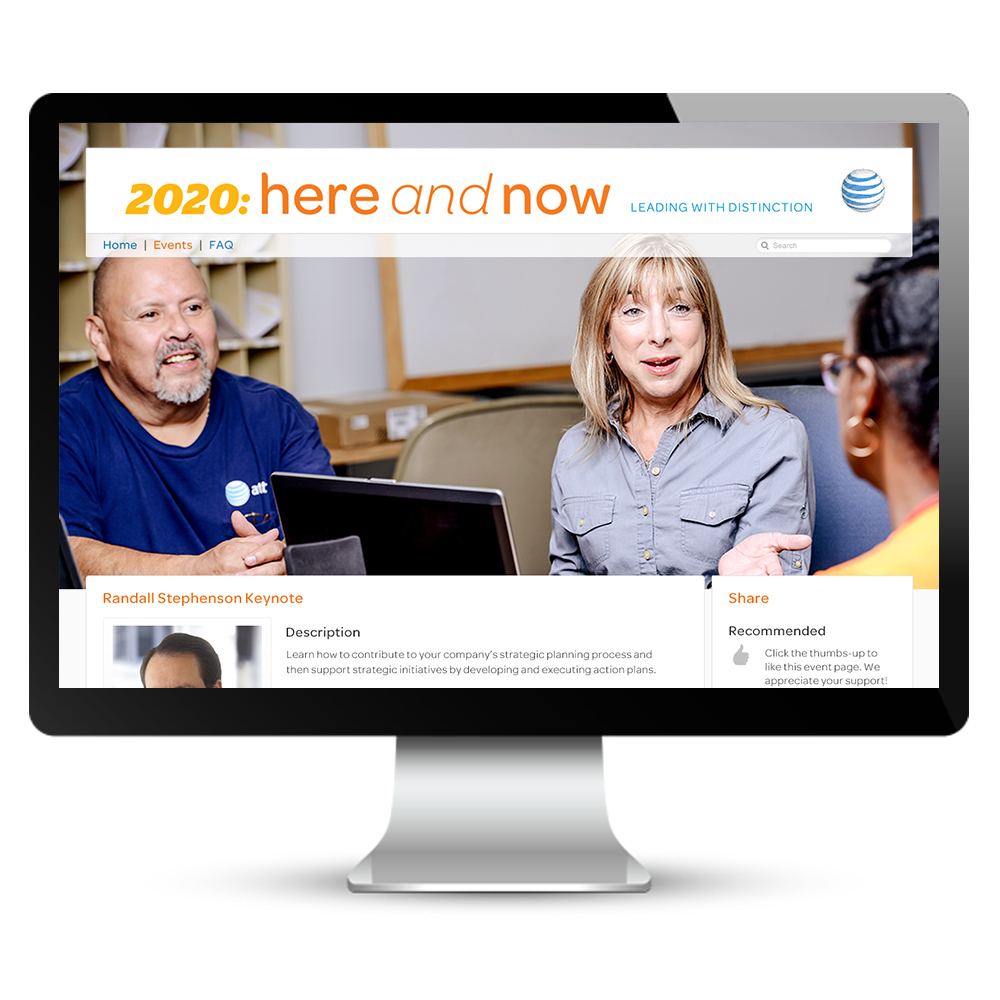 2020: here and now
LEADING WITH DISTINCTION
Home | Events | FAQ
Search
at&t
Randall Stephenson Keynote
Description
Learn how to contribute to your company's strategic planning process and
then support strategic initiatives by developing and executing action plans.
Share
Recommended
Click the thumbs-up to
like this event page. We
appreciate your support!